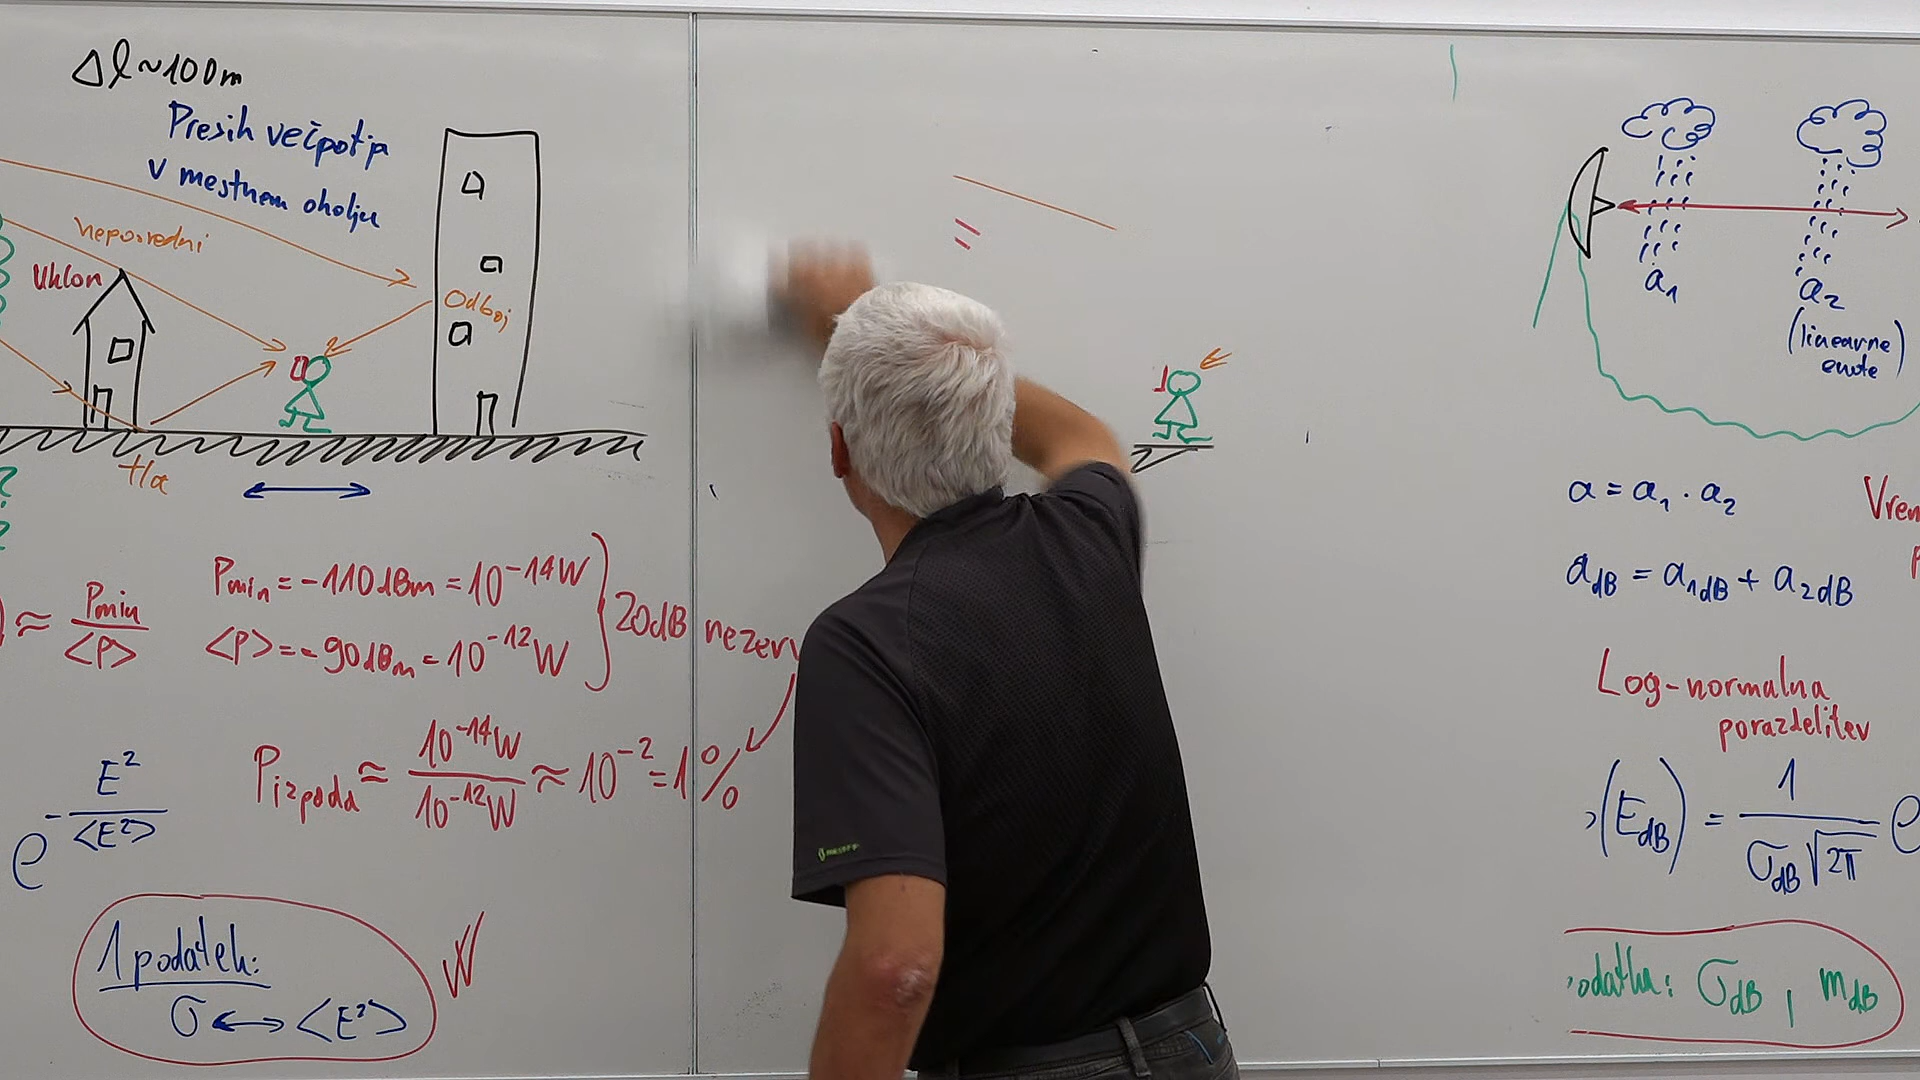 Δl ~ 100m
Presih večpotja
v mestnem okolju
neposredni
Uklon
Odboj
tla
≈ Pmin / <P>
Pmin = -110dBm = 10^-14 W
<P> = -90dBm = 10^-12 W
20dB rezerv
Pizpada ≈ 10^-14 W / 10^-12 W ≈ 10^-2 = 1%
e^-E²/<E²>
1 podatek:
σ ↔ <E²>
a1
a2
(linearne
enote)
a = a1 · a2
adB = a1dB + a2dB
Log-normalna
porazdelitev
(EdB) = 1 / σdB√2π e
odatka: σdB, mdB